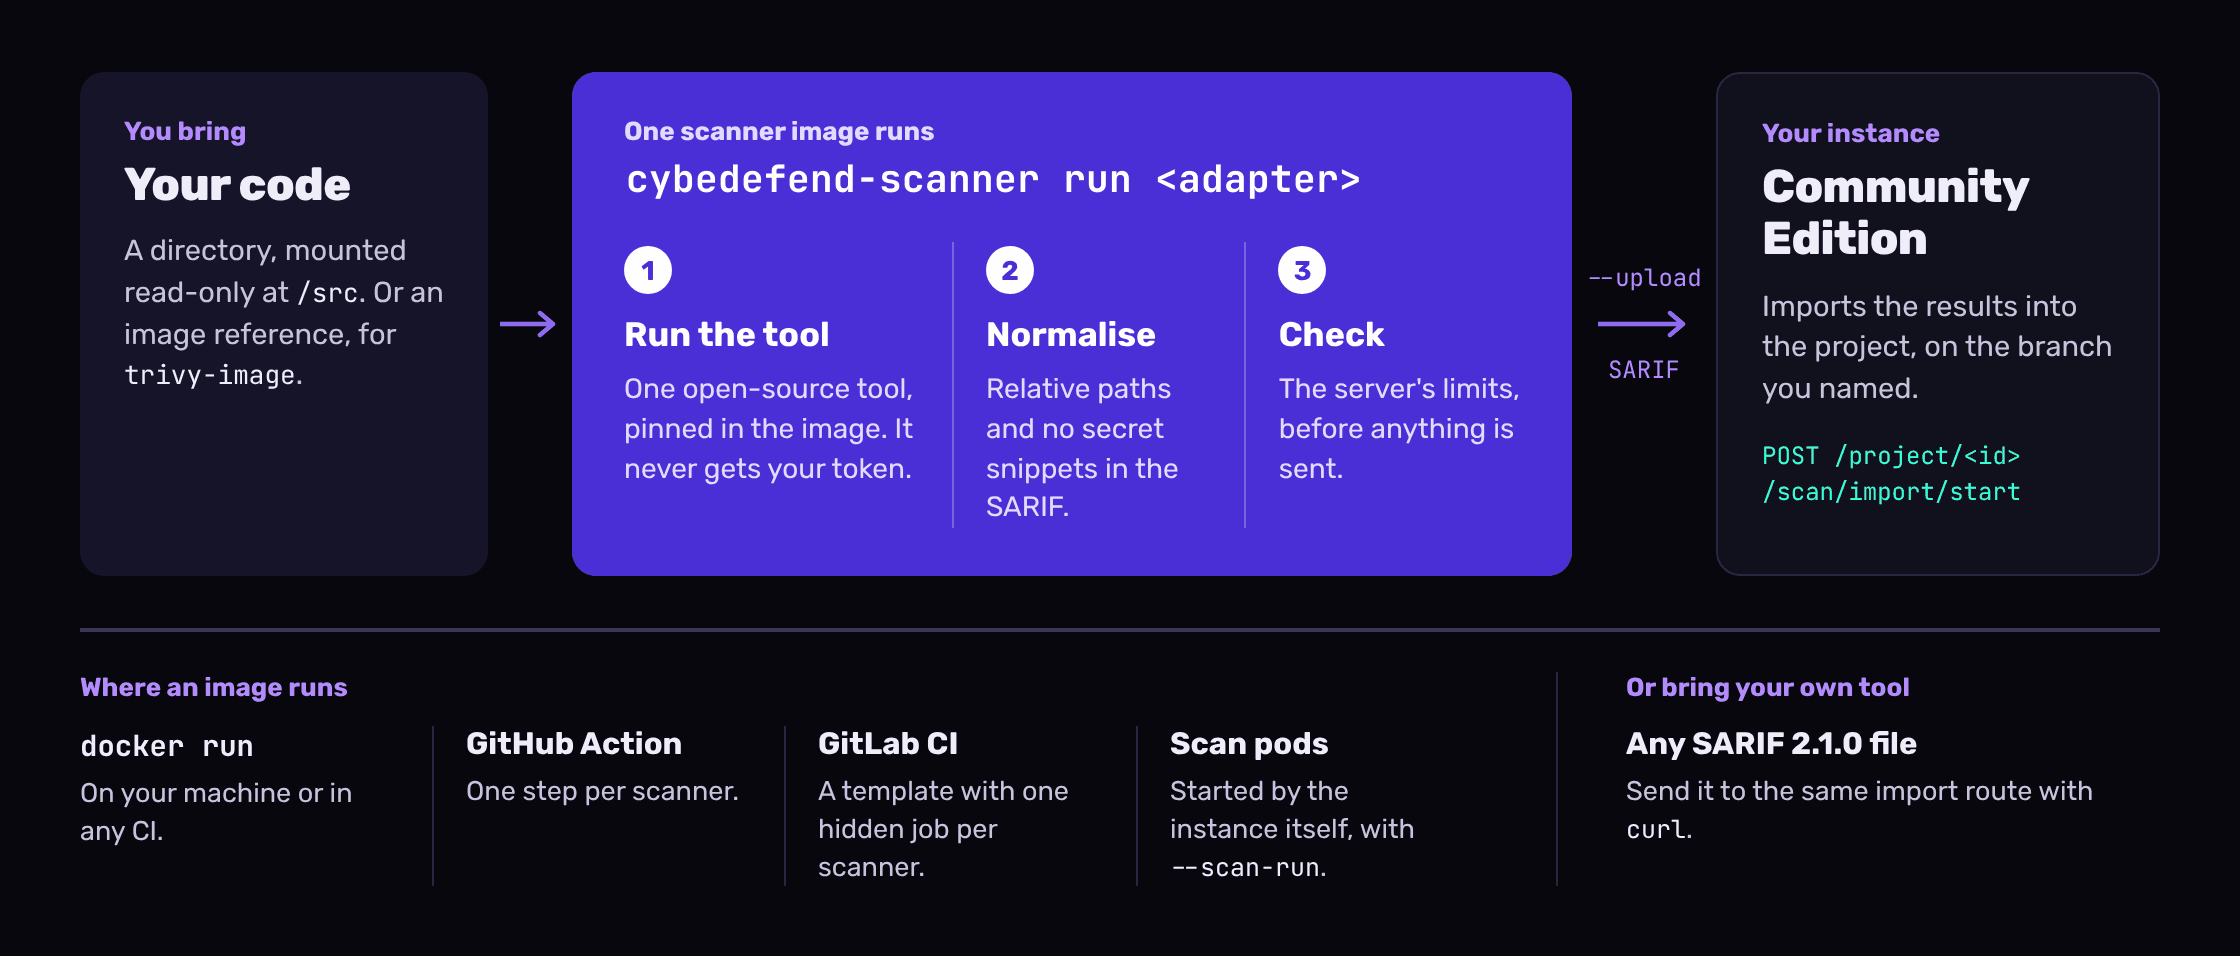 You bring
Your code
A directory, mounted
read-only at /src. Or an
image reference, for
trivy-image.
One scanner image runs
cybedefend-scanner run <adapter>
1
Run the tool
One open-source tool,
pinned in the image. It
never gets your token.
2
Normalise
Relative paths
and no secret
snippets in the
SARIF.
3
Check
The server's limits,
before anything is
sent.
--upload
SARIF
Your instance
Community
Edition
Imports the results into
the project, on the branch
you named.
POST /project/<id>
/scan/import/start
Where an image runs
docker run
On your machine or in
any CI.
GitHub Action
One step per scanner.
GitLab CI
A template with one
hidden job per
scanner.
Scan pods
Started by the
instance itself, with
--scan-run.
Or bring your own tool
Any SARIF 2.1.0 file
Send it to the same import route with
curl.